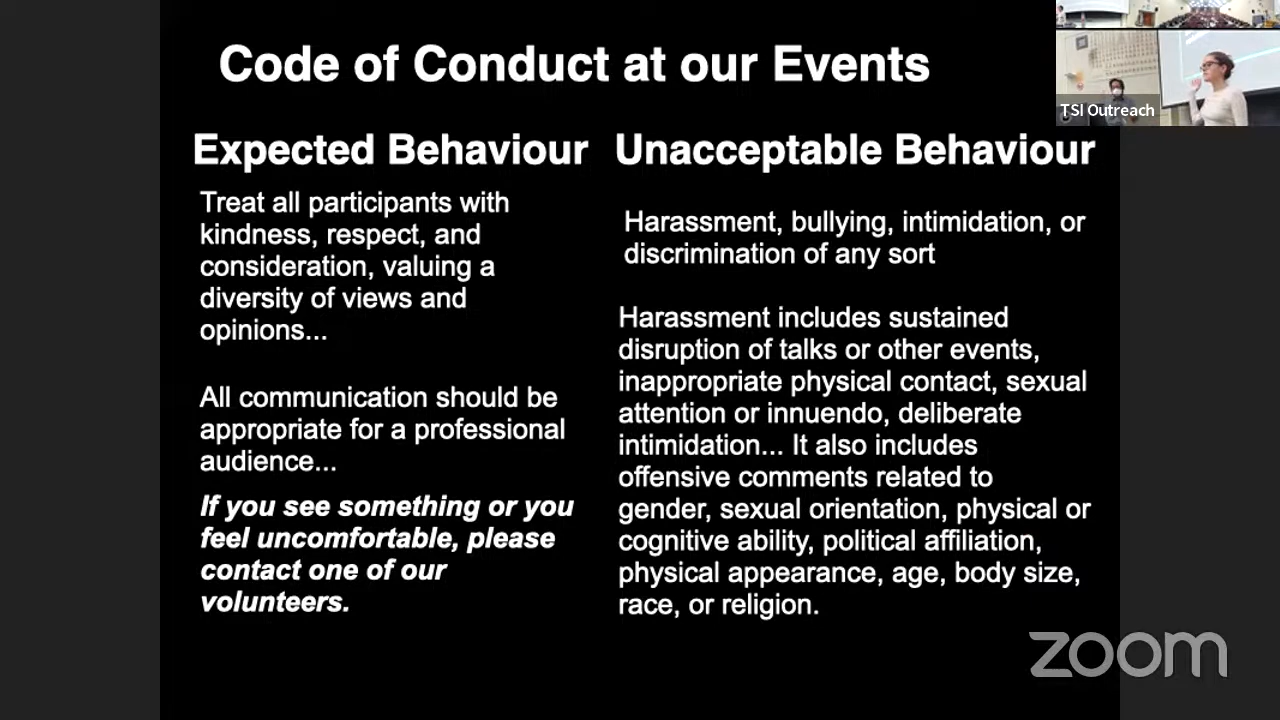 Code of Conduct at our Events
Expected Behaviour
Treat all participants with
kindness, respect, and
consideration, valuing a
diversity of views and
opinions...
All communication should be
appropriate for a professional
audience...
If you see something or you
feel uncomfortable, please
contact one of our
volunteers.
Unacceptable Behaviour
Harassment, bullying, intimidation, or
discrimination of any sort
Harassment includes sustained
disruption of talks or other events,
inappropriate physical contact, sexual
attention or innuendo, deliberate
intimidation... It also includes
offensive comments related to
gender, sexual orientation, physical or
cognitive ability, political affiliation,
physical appearance, age, body size,
race, or religion.
TSI Outreach
zoom